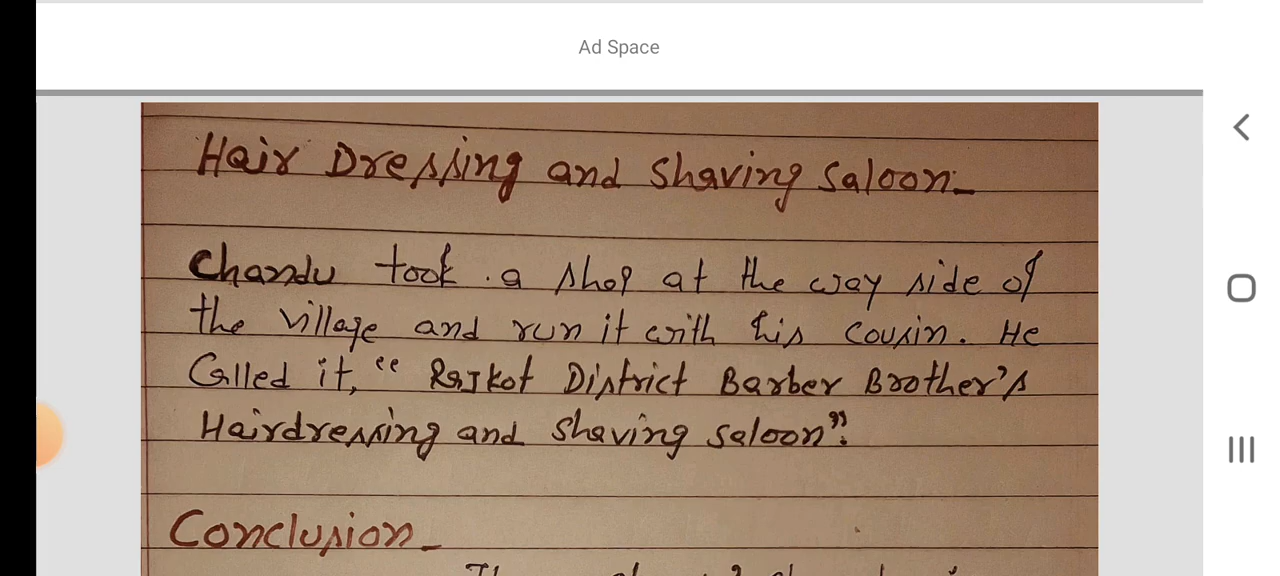 Ad Space
Hair Dressing and Shaving Saloon-
Chandu took a shop at the way side of
the village and run it with his cousin. He
Called it, "Rajkot District Barber Brother's
Hairdressing and Shaving Saloon".
Conclusion-